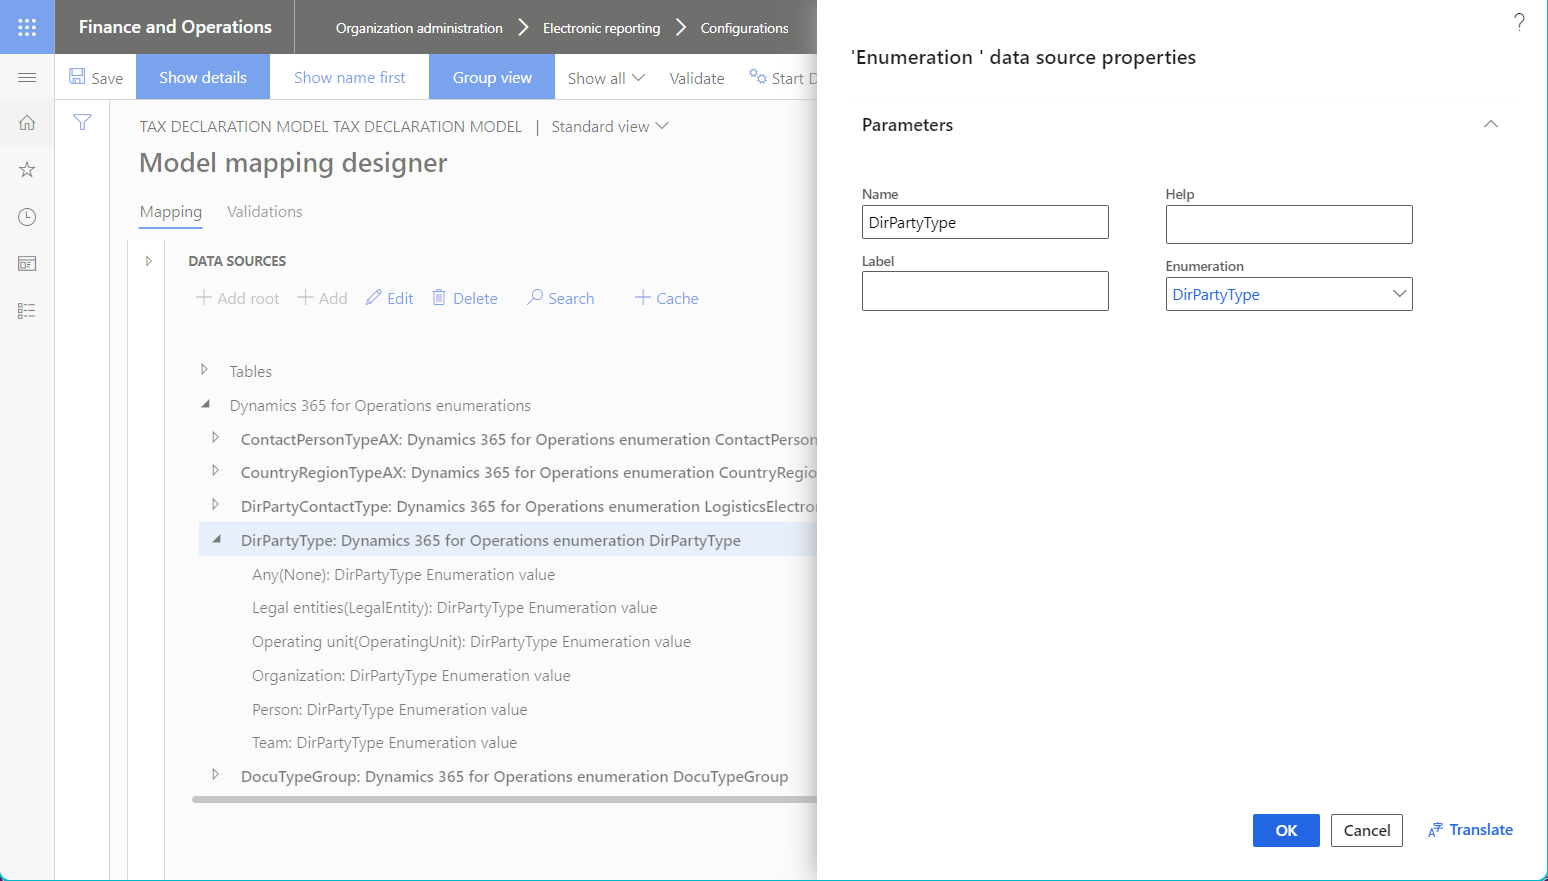 Finance and Operations
Organization administration
Electronic reporting
Configurations
?
Save
Show details
Show name first
Group view
Show all
Validate
Start D
TAX DECLARATION MODEL TAX DECLARATION MODEL | Standard view
Model mapping designer
Mapping
Validations
DATA SOURCES
Add root
Add
Edit
Delete
Search
Cache
Tables
Dynamics 365 for Operations enumerations
ContactPersonTypeAX: Dynamics 365 for Operations enumeration ContactPerson
CountryRegionTypeAX: Dynamics 365 for Operations enumeration CountryRegio
DirPartyContactType: Dynamics 365 for Operations enumeration LogisticsElectro
DirPartyType: Dynamics 365 for Operations enumeration DirPartyType
Any(None): DirPartyType Enumeration value
Legal entities(LegalEntity): DirPartyType Enumeration value
Operating unit(OperatingUnit): DirPartyType Enumeration value
Organization: DirPartyType Enumeration value
Person: DirPartyType Enumeration value
Team: DirPartyType Enumeration value
DocuTypeGroup: Dynamics 365 for Operations enumeration DocuTypeGroup
'Enumeration ' data source properties
Parameters
Name
DirPartyType
Label
Help
Enumeration
DirPartyType
OK
Cancel
Translate